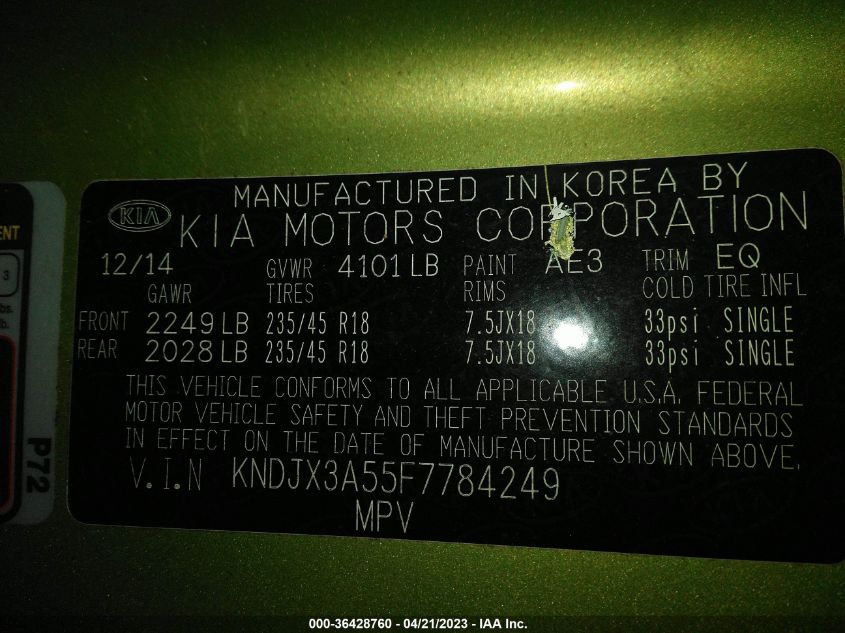 MANUFACTURED IN KOREA BY
KIA KIA MOTORS CORPORATION
12/14 GVWR 4101 LB PAINT AE3 TRIM EQ
GAWR TIRES RIMS COLD TIRE INFL
FRONT 2249 LB 235/45 R18 7.5JX18 33psi SINGLE
REAR 2028 LB 235/45 R18 7.5JX18 33psi SINGLE
THIS VEHICLE CONFORMS TO ALL APPLICABLE U.S.A. FEDERAL
MOTOR VEHICLE SAFETY AND THEFT PREVENTION STANDARDS
IN EFFECT ON THE DATE OF MANUFACTURE SHOWN ABOVE.
V.I.N KNDJX3A55F7784249
MPV
ENT
3
bs.
b.
P72
000-36428760 - 04/21/2023 - IAA Inc.